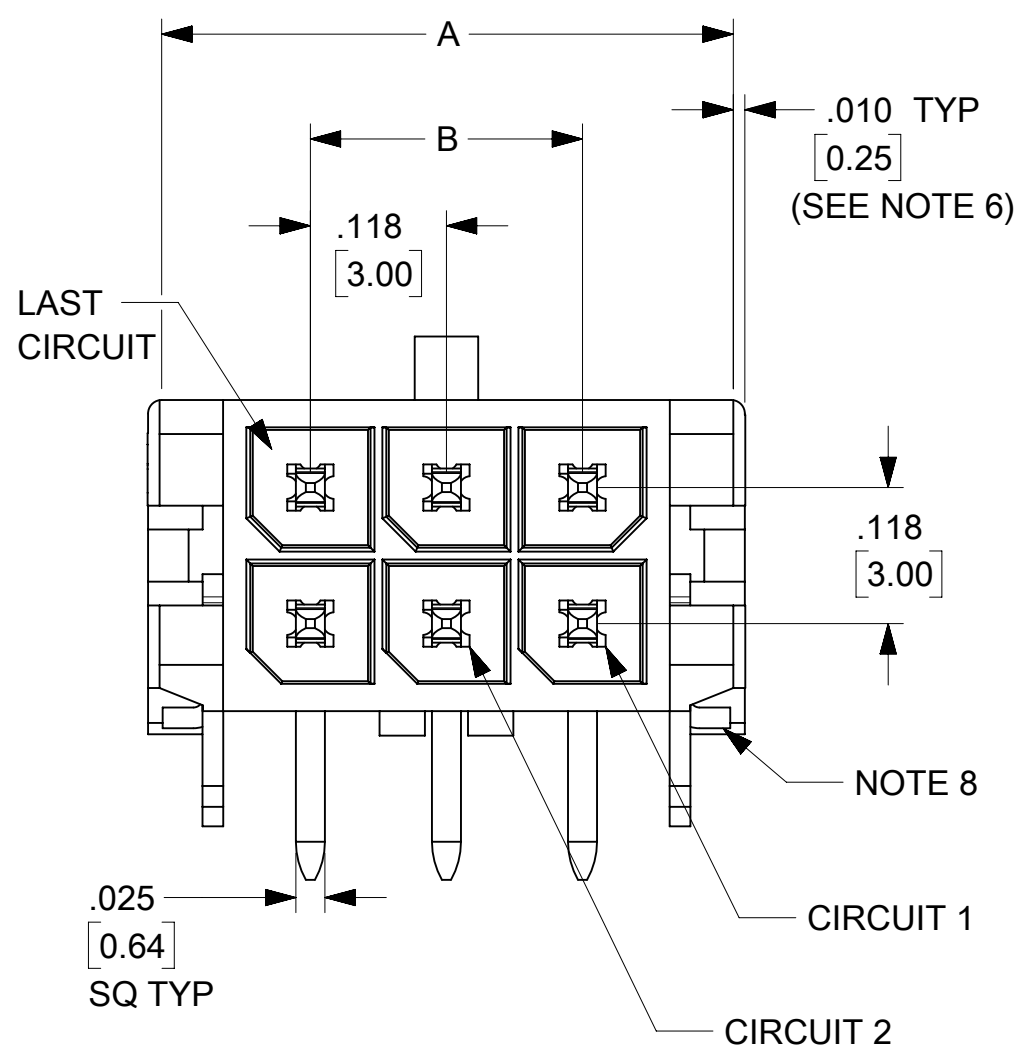 A
.010 TYP
[0.25]
(SEE NOTE 6)
B
.118
[3.00]
LAST
CIRCUIT
.118
[3.00]
NOTE 8
.025
[0.64]
SQ TYP
CIRCUIT 1
CIRCUIT 2